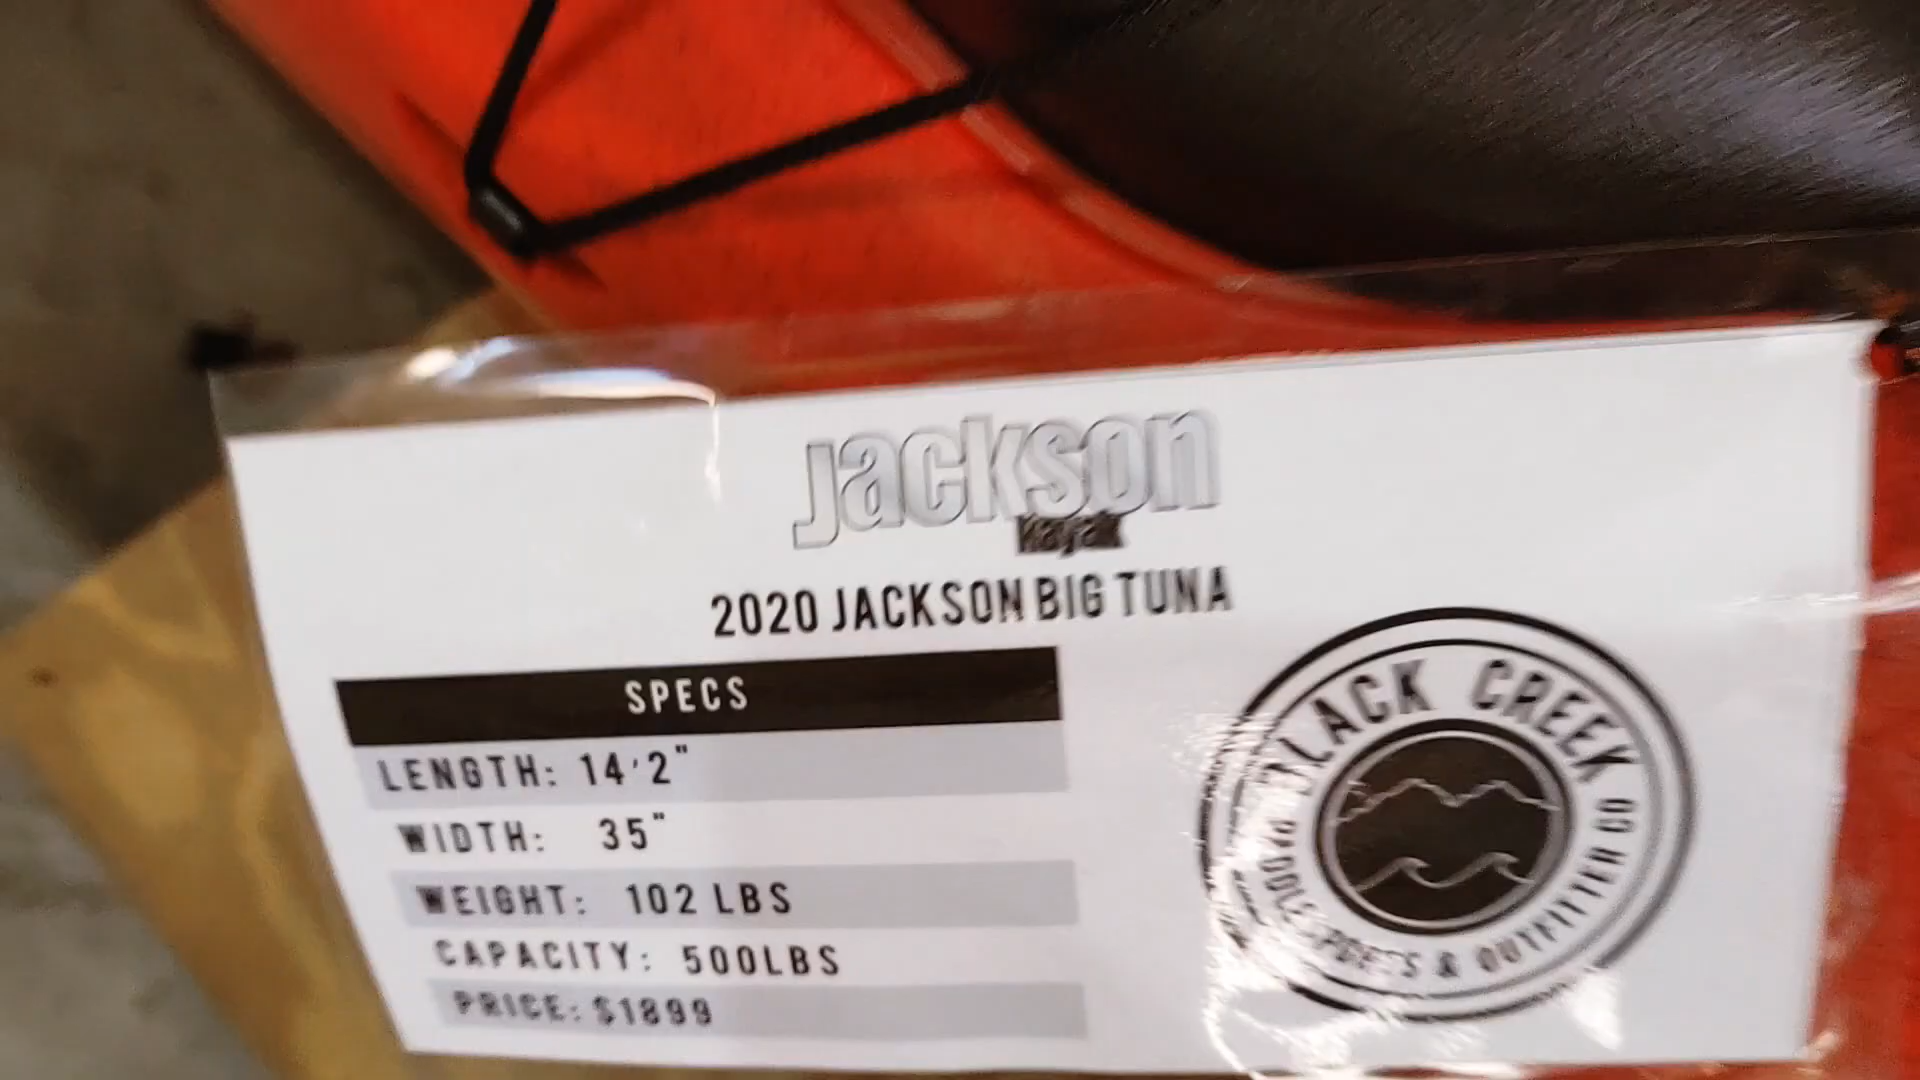 jackson
kayak
2020 JACKSON BIG TUNA
SPECS
LENGTH: 14'2"
WIDTH: 35"
WEIGHT: 102 LBS
CAPACITY: 500LBS
PRICE: $1899
BLACK CREEK
PADDLESPORTS & OUTFITTER CO